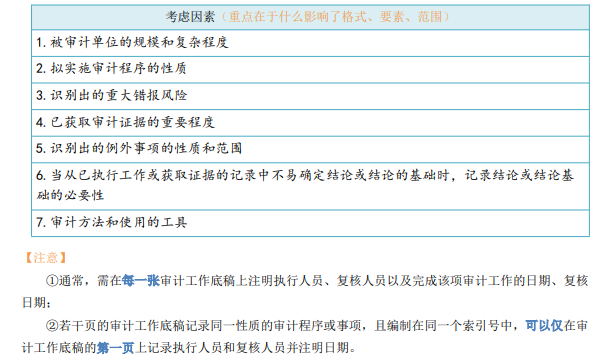 考虑因素（重点在于什么影响了格式、要素、范围）
1.被审计单位的规模和复杂程度
2.拟实施审计程序的性质
3.识别出的重大错报风险
4.已获取审计证据的重要程度
5.识别出的例外事项的性质和范围
6.当从已执行工作或获取证据的记录中不易确定结论或结论的基础时，记录结论或结论基
础的必要性
7.审计方法和使用的工具
【注意】
①通常，需在每一张审计工作底稿上注明执行人员、复核人员以及完成该项审计工作的日期、复核
日期；
②若干页的审计工作底稿记录同一性质的审计程序或事项，且编制在同一个索引号中，可以仅在审
计工作底稿的第一页上记录执行人员和复核人员并注明日期。